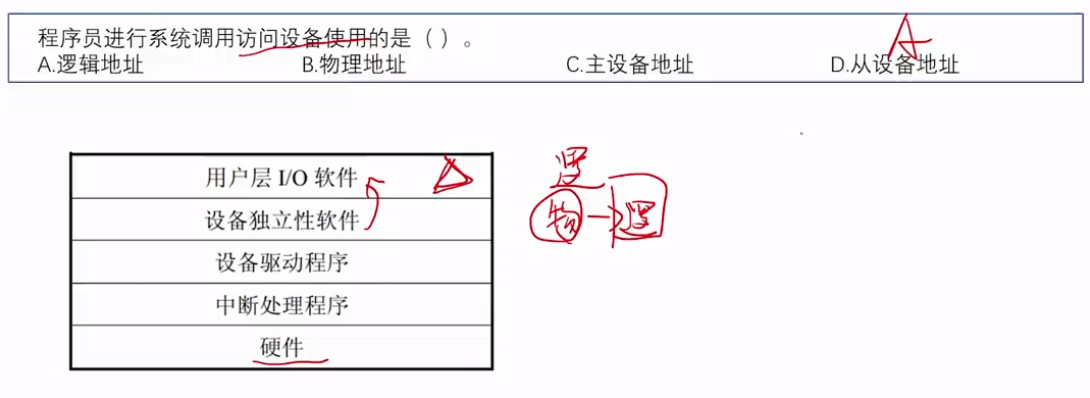 程序员进行系统调用访问设备使用的是（ ）。
A.逻辑地址 B.物理地址 C.主设备地址 D.从设备地址
A
用户层 I/O 软件
设备独立性软件
设备驱动程序
中断处理程序
硬件
逻
物 逻